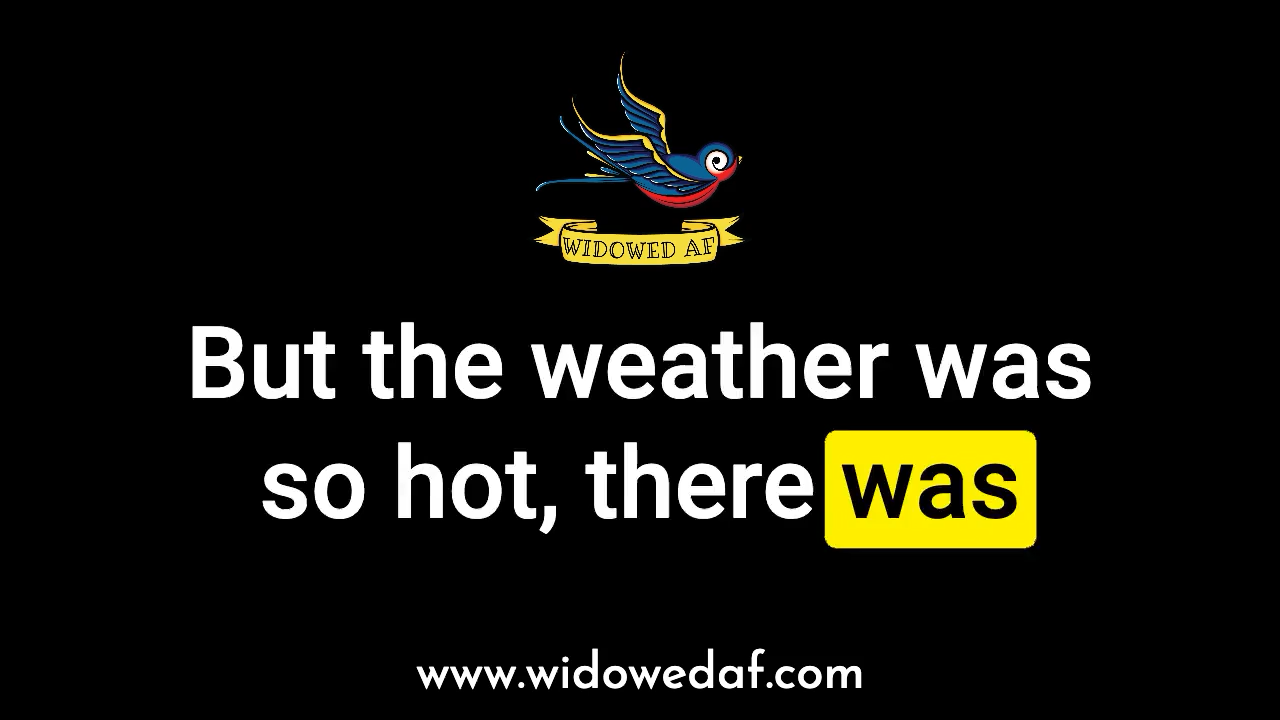 WIDOWED AF
But the weather was
so hot, there was
www.widowedaf.com